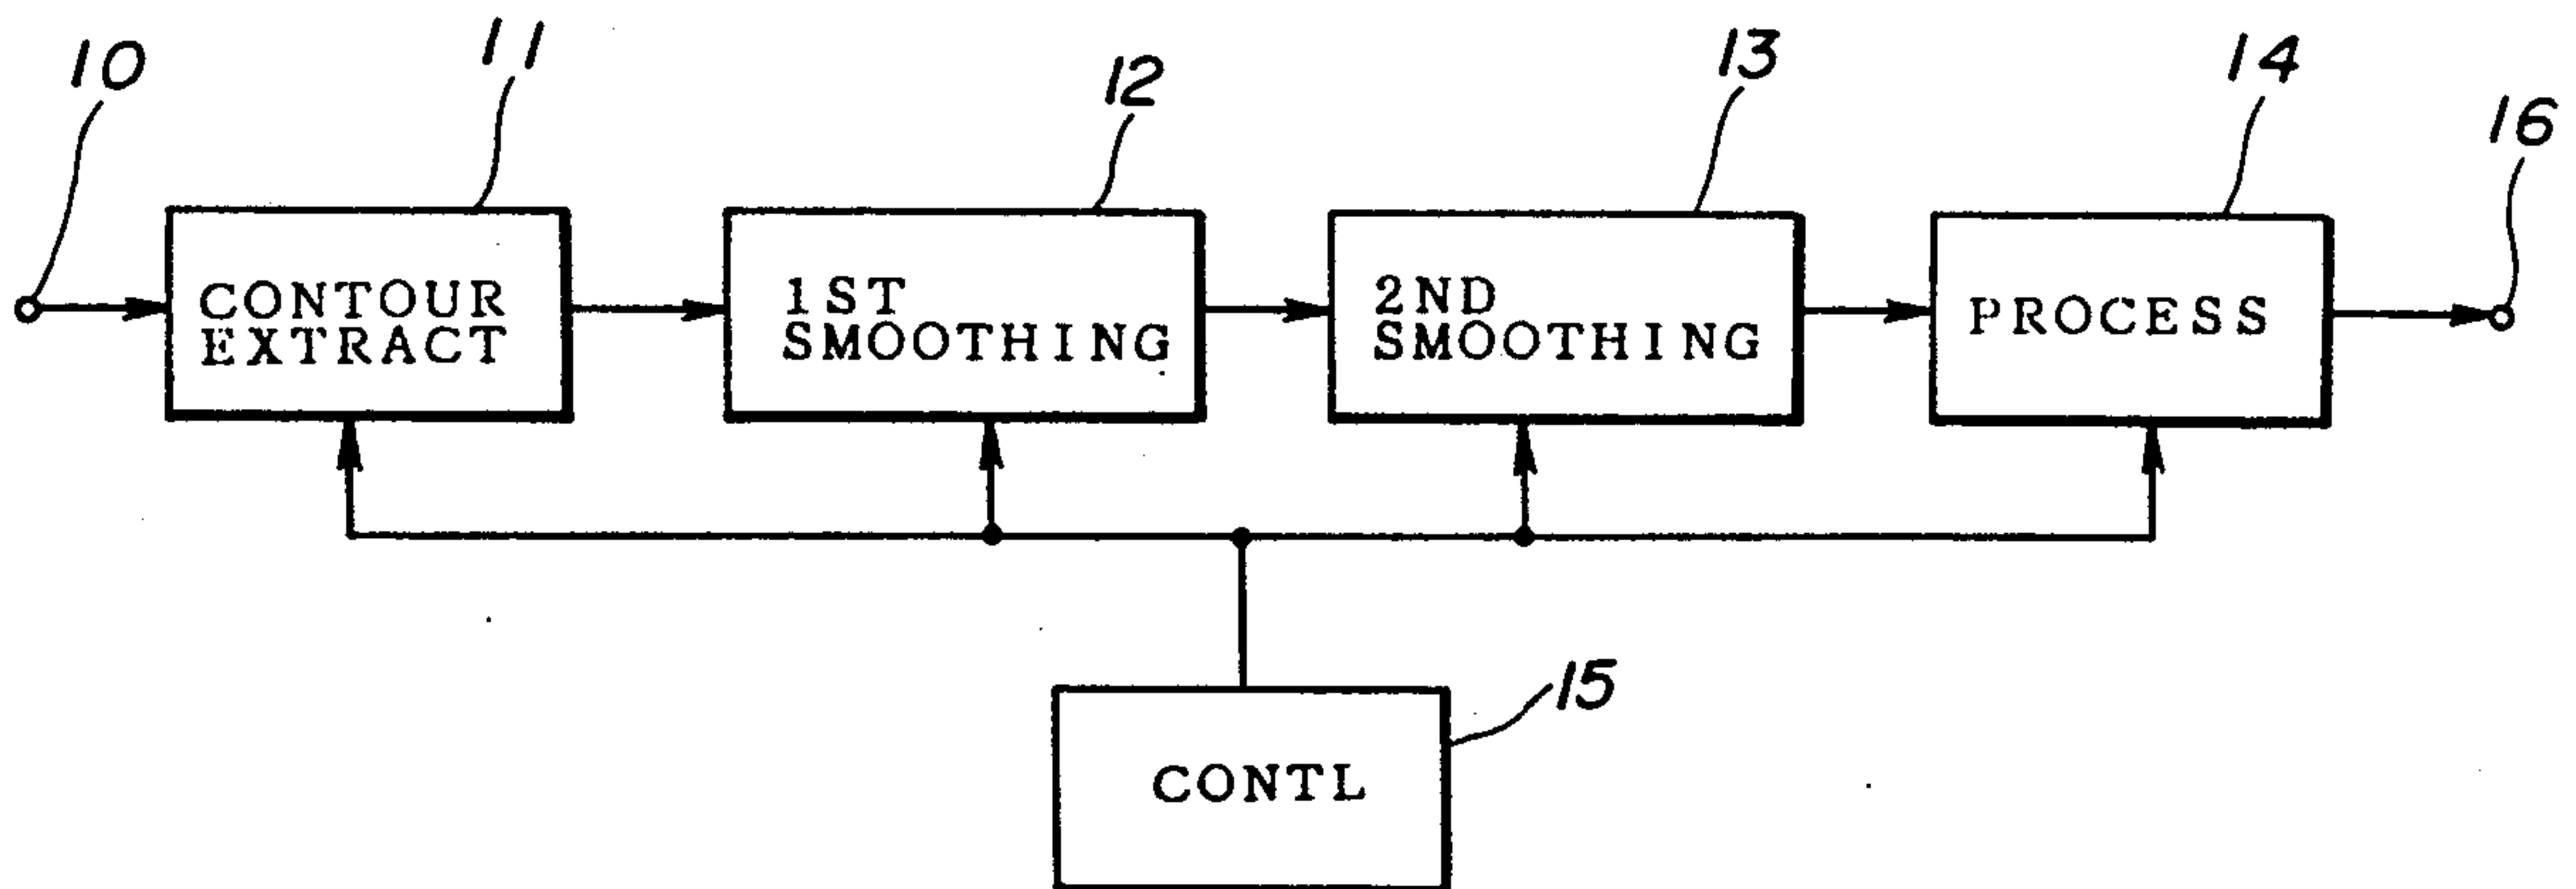 10
11
12
13
14
16
CONTOUR
EXTRACT
1ST
SMOOTHING
2ND
SMOOTHING
PROCESS
15
CONTL